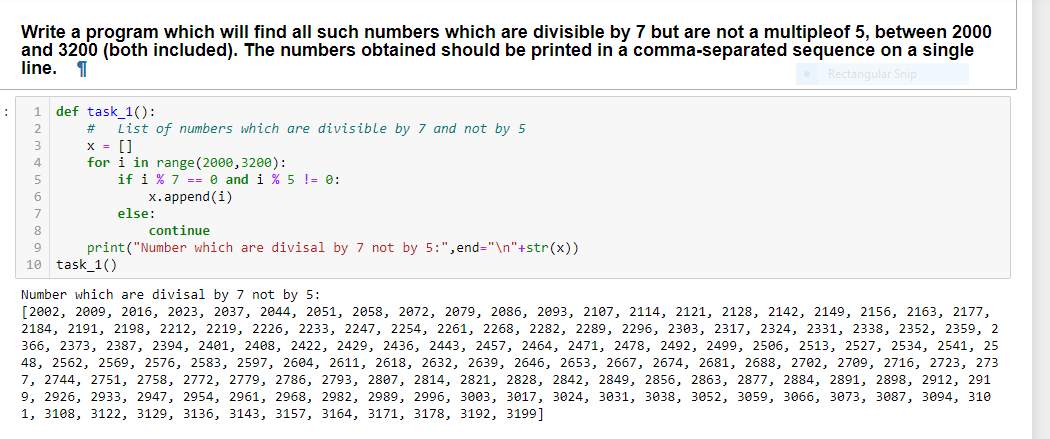 Write a program which will find all such numbers which are divisible by 7 but are not a multipleof 5, between 2000
and 3200 (both included). The numbers obtained should be printed in a comma-separated sequence on a single
line. ¶
Rectangular Snip
:
1 def task_1():
2     #   List of numbers which are divisible by 7 and not by 5
3     x = []
4     for i in range(2000,3200):
5         if i % 7 == 0 and i % 5 != 0:
6             x.append(i)
7         else:
8             continue
9     print("Number which are divisal by 7 not by 5:",end="\n"+str(x))
10 task_1()
Number which are divisal by 7 not by 5:
[2002, 2009, 2016, 2023, 2037, 2044, 2051, 2058, 2072, 2079, 2086, 2093, 2107, 2114, 2121, 2128, 2142, 2149, 2156, 2163, 2177,
2184, 2191, 2198, 2212, 2219, 2226, 2233, 2247, 2254, 2261, 2268, 2282, 2289, 2296, 2303, 2317, 2324, 2331, 2338, 2352, 2359, 2
366, 2373, 2387, 2394, 2401, 2408, 2422, 2429, 2436, 2443, 2457, 2464, 2471, 2478, 2492, 2499, 2506, 2513, 2527, 2534, 2541, 25
48, 2562, 2569, 2576, 2583, 2597, 2604, 2611, 2618, 2632, 2639, 2646, 2653, 2667, 2674, 2681, 2688, 2702, 2709, 2716, 2723, 273
7, 2744, 2751, 2758, 2772, 2779, 2786, 2793, 2807, 2814, 2821, 2828, 2842, 2849, 2856, 2863, 2877, 2884, 2891, 2898, 2912, 291
9, 2926, 2933, 2947, 2954, 2961, 2968, 2982, 2989, 2996, 3003, 3017, 3024, 3031, 3038, 3052, 3059, 3066, 3073, 3087, 3094, 310
1, 3108, 3122, 3129, 3136, 3143, 3157, 3164, 3171, 3178, 3192, 3199]